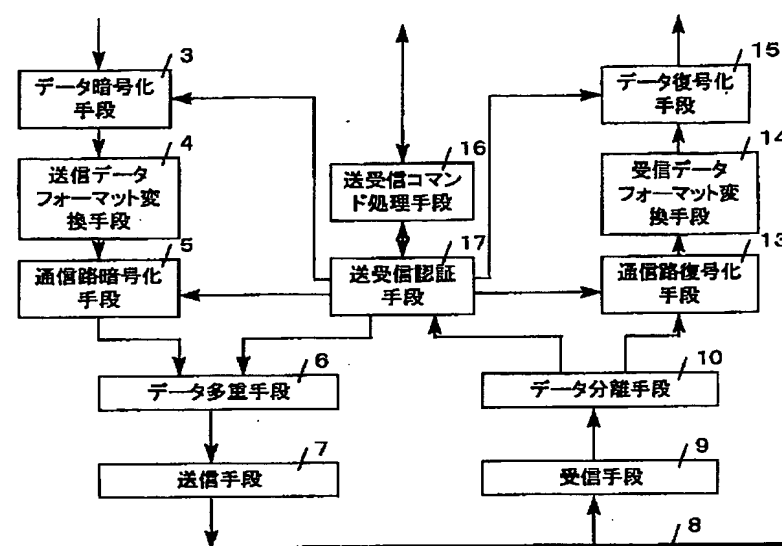 3
データ暗号化
手段
4
送信データ
フォーマット変
換手段
5
通信路暗号化
手段
16
送受信コマン
ド処理手段
17
送受信認証
手段
15
データ復号化
手段
14
受信データ
フォーマット変
換手段
13
通信路復号化
手段
6
データ多重手段
10
データ分離手段
7
送信手段
9
受信手段
8